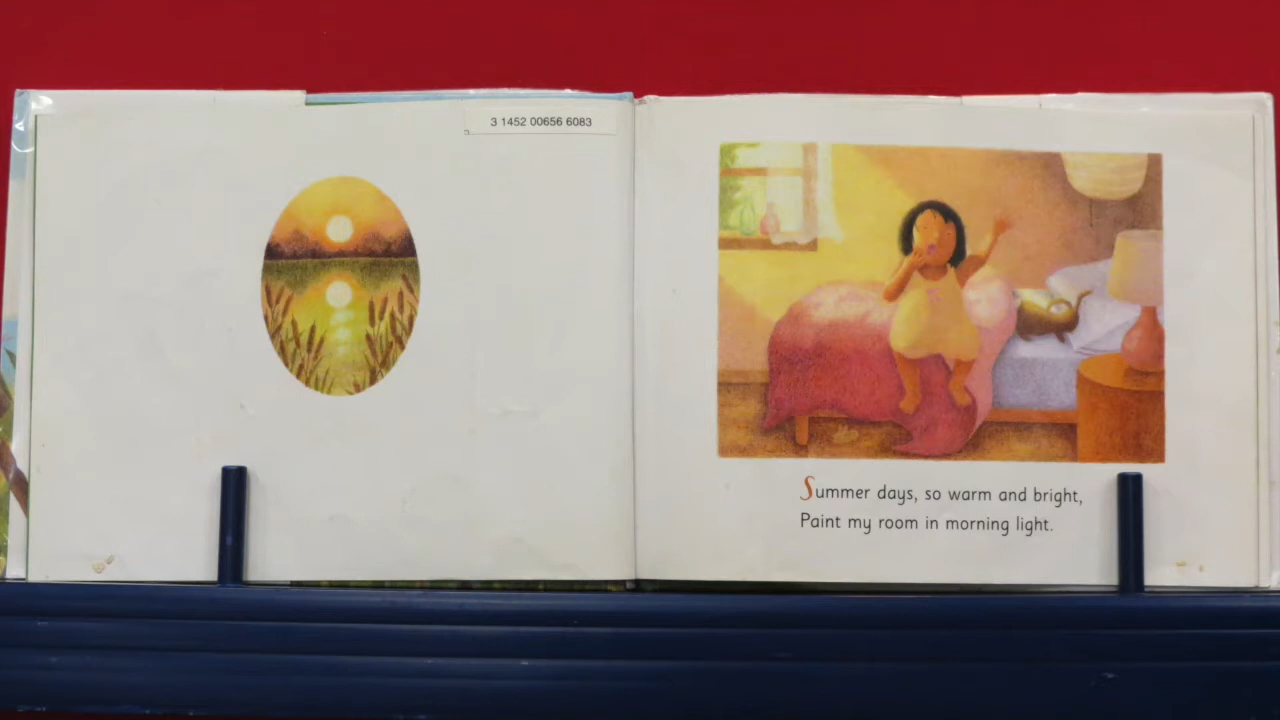 3 1452 00656 6083
Summer days, so warm and bright,
Paint my room in morning light.